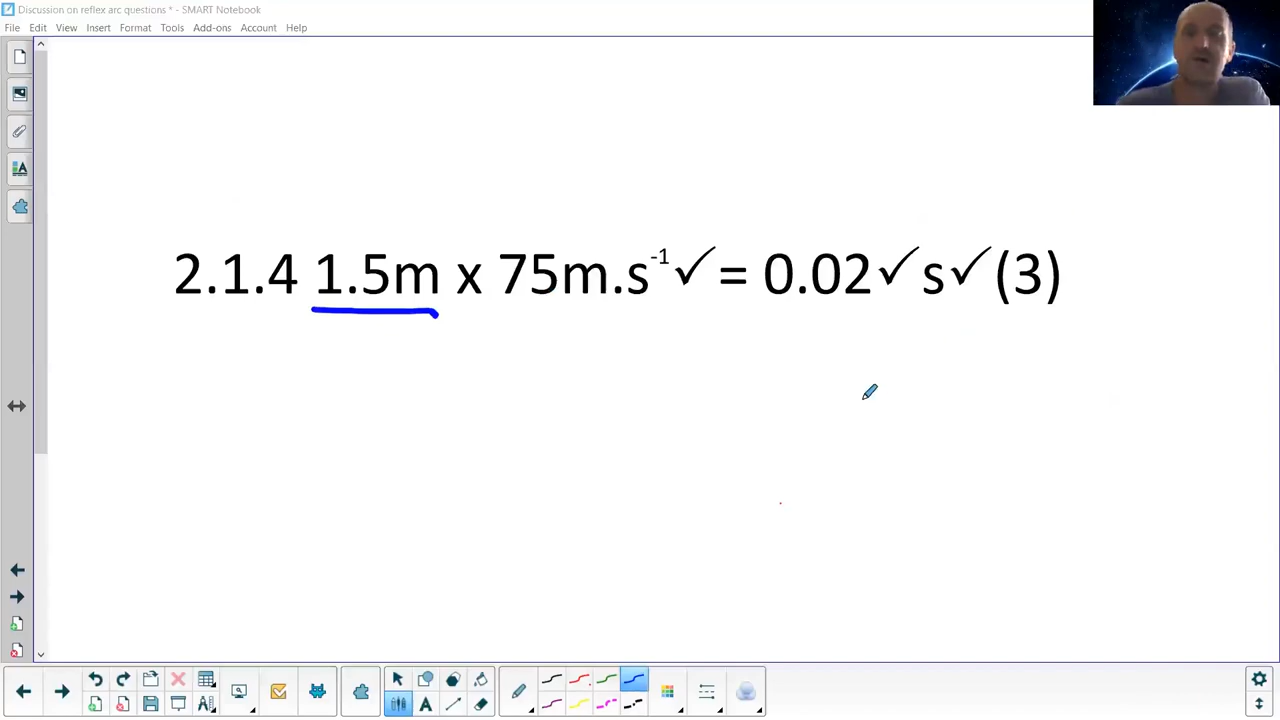 Discussion on reflex arc questions * - SMART Notebook
File Edit View Insert Format Tools Add-ons Account Help
2.1.4 1.5m x 75m.s⁻¹✓= 0.02✓s✓(3)